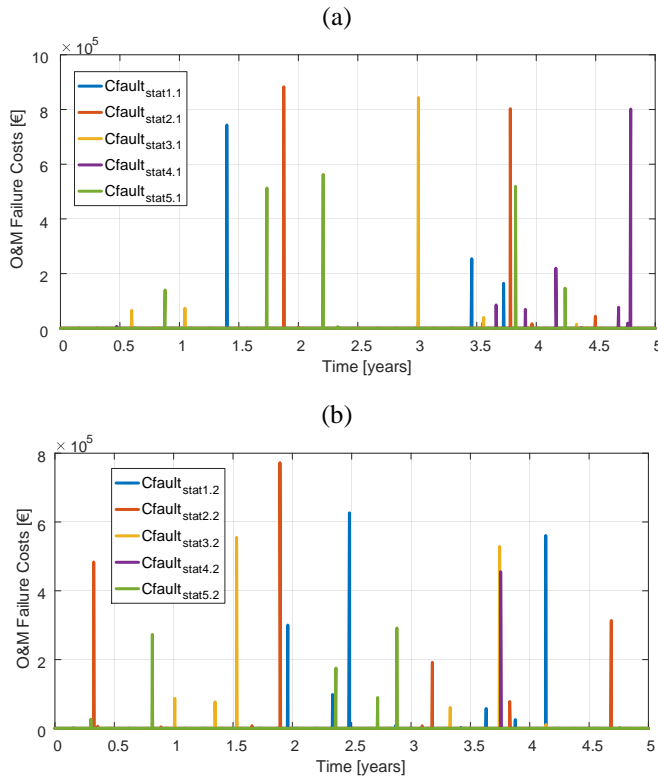 (a)
× 10^5
10
8
6
4
2
0
O&M Failure Costs [€]
Cfault_stat1.1
Cfault_stat2.1
Cfault_stat3.1
Cfault_stat4.1
Cfault_stat5.1
0 0.5 1 1.5 2 2.5 3 3.5 4 4.5 5
Time [years]
(b)
× 10^5
8
6
4
2
0
O&M Failure Costs [€]
Cfault_stat1.2
Cfault_stat2.2
Cfault_stat3.2
Cfault_stat4.2
Cfault_stat5.2
0 0.5 1 1.5 2 2.5 3 3.5 4 4.5 5
Time [years]